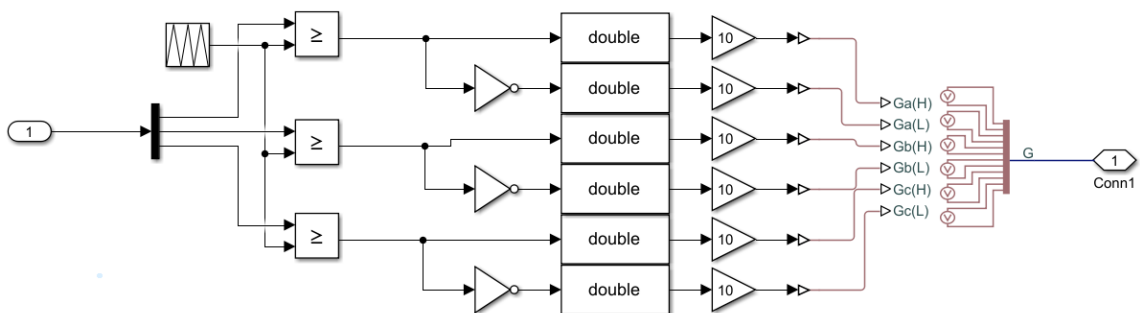 ≥
double
10
double
10
Ga(H)
V
1
≥
double
10
Ga(L)
V
Gb(H)
V
G
1
Conn1
double
10
Gb(L)
V
Gc(H)
V
Gc(L)
V
≥
double
10
double
10